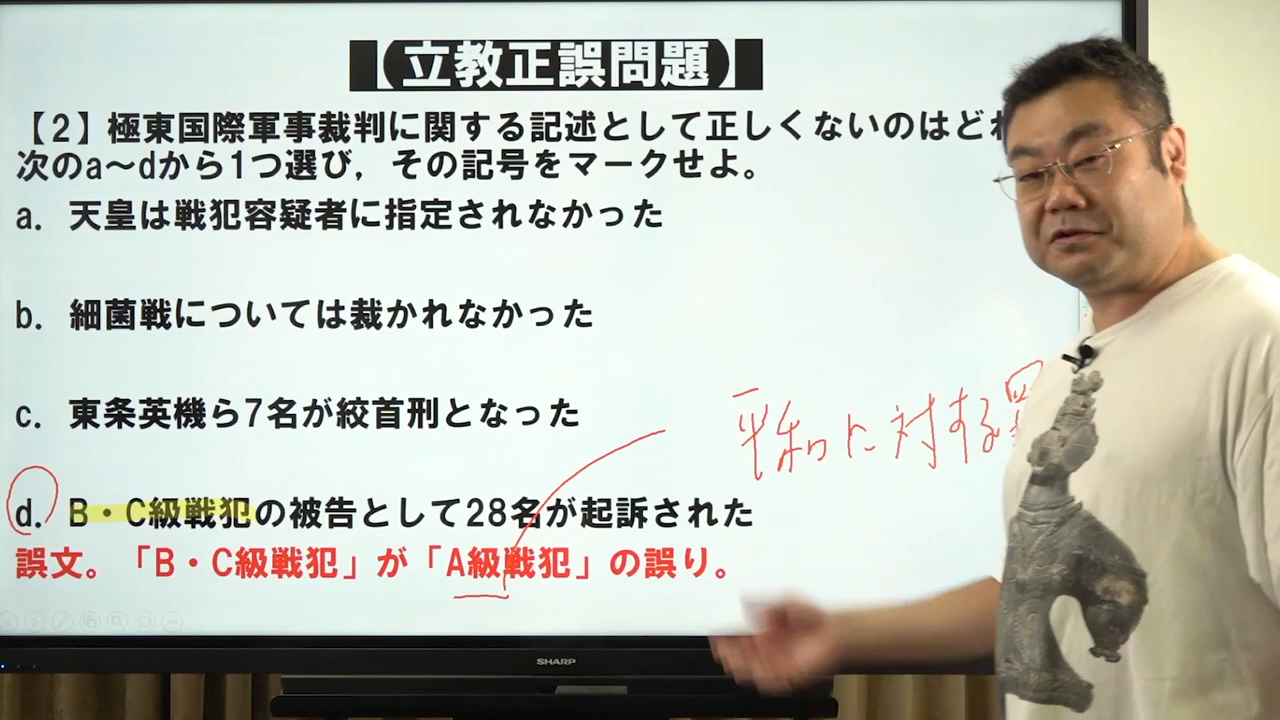 【立教正誤問題】
【2】極東国際軍事裁判に関する記述として正しくないのはどれ
次のa〜dから1つ選び，その記号をマークせよ。
a．天皇は戦犯容疑者に指定されなかった
b．細菌戦については裁かれなかった
c．東条英機ら7名が絞首刑となった
平和に対する罪
d．B・C級戦犯の被告として28名が起訴された
誤文。「B・C級戦犯」が「A級戦犯」の誤り。
SHARP